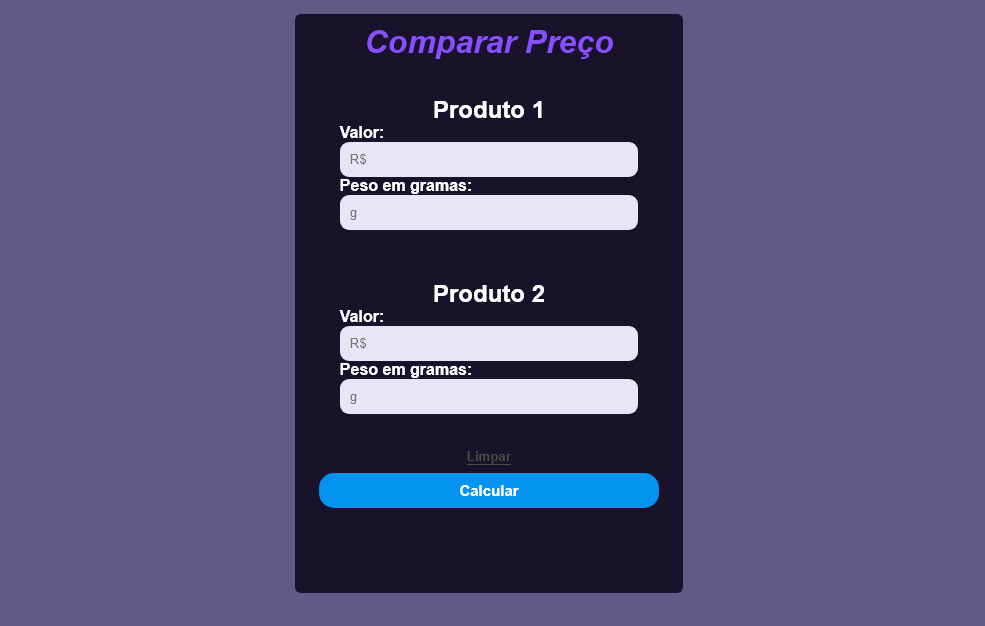 Comparar Preço
Produto 1
Valor:
R$
Peso em gramas:
g
Produto 2
Valor:
R$
Peso em gramas:
g
Limpar
Calcular